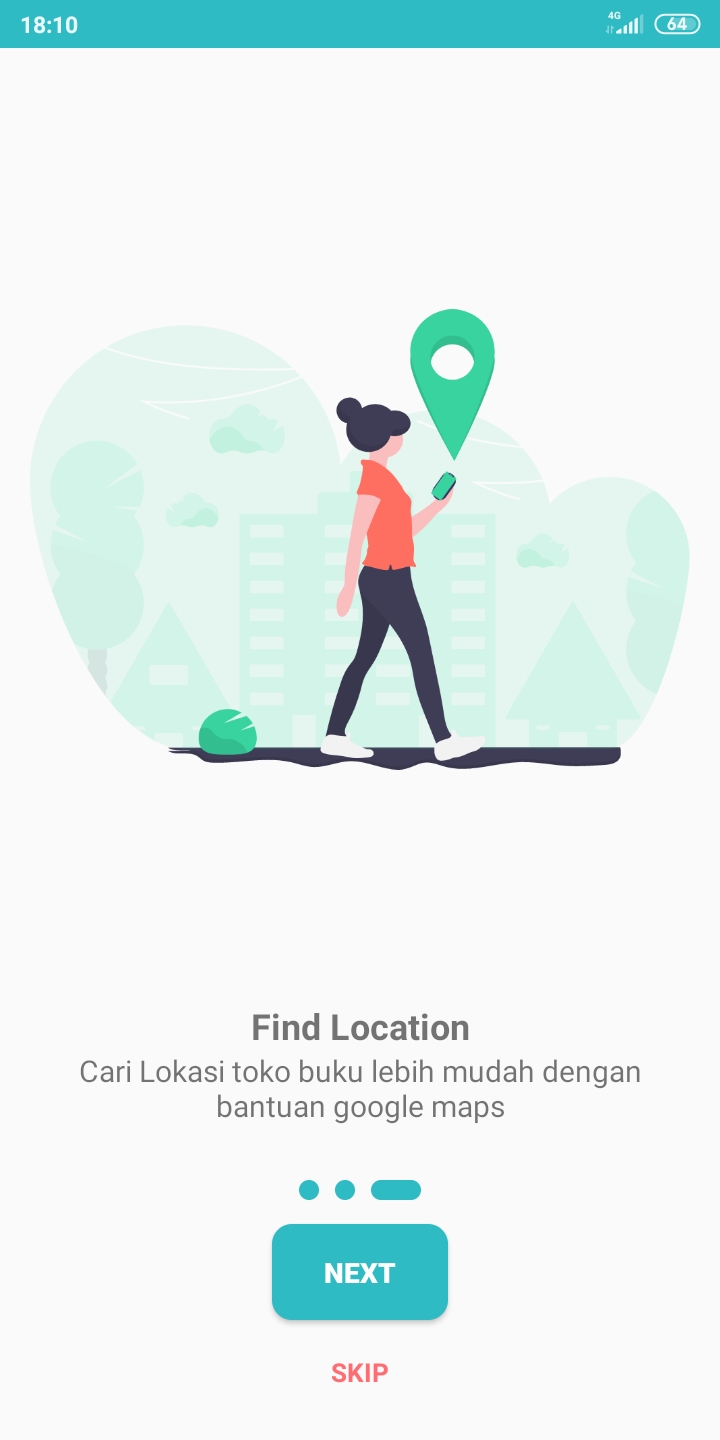 18:10
4G
64
Find Location
Cari Lokasi toko buku lebih mudah dengan
bantuan google maps
NEXT
SKIP